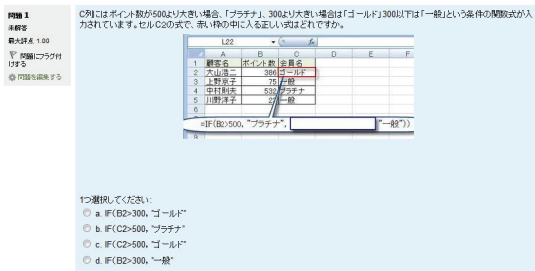 問題 1
未解答
最大評点 1.00
問題にフラグ付けする
問題を編集する
C列にはポイント数が500より大きい場合、「プラチナ」、300より大きい場合は「ゴールド」300以下は「一般」という条件の関数式が入
力されています。セルC2の式で、赤い枠の中に入る正しい式はどれですか。
L22 fx
A B C D E F
1 顧客名 ポイント数 会員名
2 大山浩二 386 ゴールド
3 上野京子 75 一般
4 中村則夫 532 プラチナ
5 川野洋子 27 一般
6
=IF(B2>500, "プラチナ", "一般"))
1つ選択してください:
a. IF(B2>300, "ゴールド"
b. IF(C2>500, "プラチナ"
c. IF(C2>500, "ゴールド"
d. IF(B2>300, "一般"